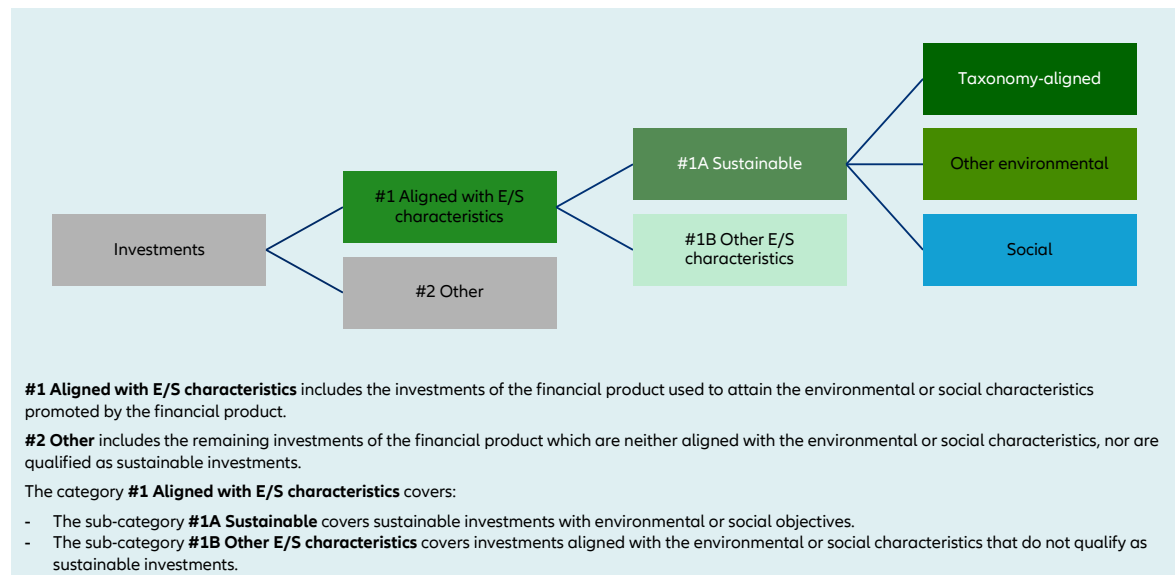 Taxonomy-aligned
#1A Sustainable
Other environmental
#1 Aligned with E/S
characteristics
Investments
#1B Other E/S
characteristics
Social
#2 Other
#1 Aligned with E/S characteristics includes the investments of the financial product used to attain the environmental or social characteristics
promoted by the financial product.
#2 Other includes the remaining investments of the financial product which are neither aligned with the environmental or social characteristics, nor are
qualified as sustainable investments.
The category #1 Aligned with E/S characteristics covers:
- The sub-category #1A Sustainable covers sustainable investments with environmental or social objectives.
- The sub-category #1B Other E/S characteristics covers investments aligned with the environmental or social characteristics that do not qualify as
sustainable investments.